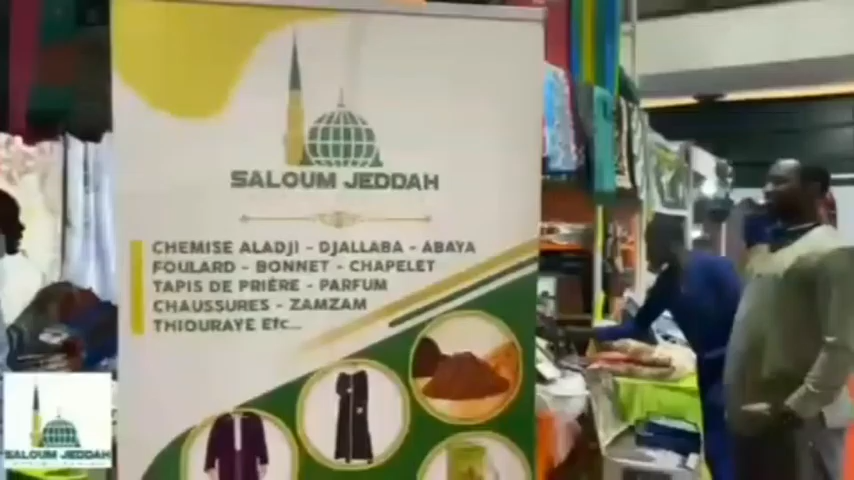 SALOUM JEDDAH
CHEMISE ALADJI - DJALLABA - ABAYA
FOULARD - BONNET - CHAPELET
TAPIS DE PRIÈRE - PARFUM
CHAUSSURES - ZAMZAM
THIOURAYE Etc...
SALOUM JEDDAH